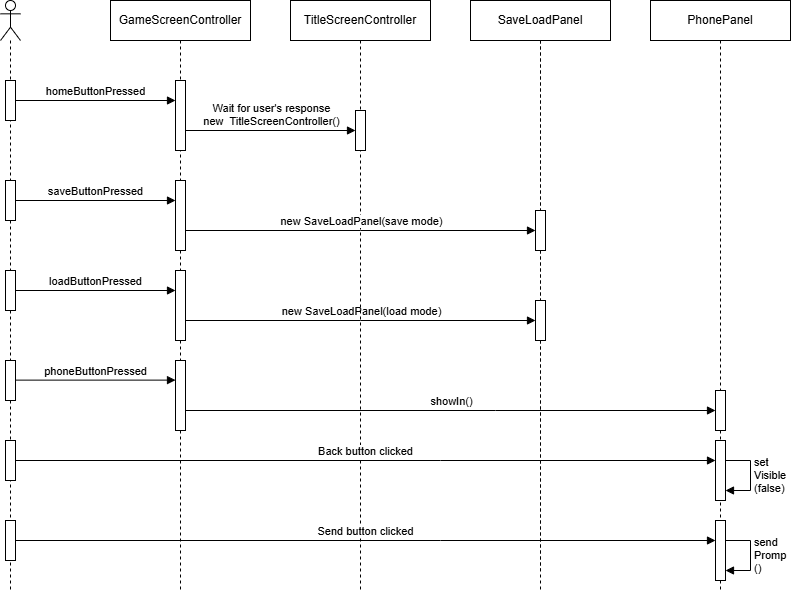 GameScreenController
TitleScreenController
SaveLoadPanel
PhonePanel
homeButtonPressed
Wait for user's response
new TitleScreenController()
saveButtonPressed
new SaveLoadPanel(save mode)
loadButtonPressed
new SaveLoadPanel(load mode)
phoneButtonPressed
showIn()
Back button clicked
set
Visible
(false)
Send button clicked
send
Promp
()